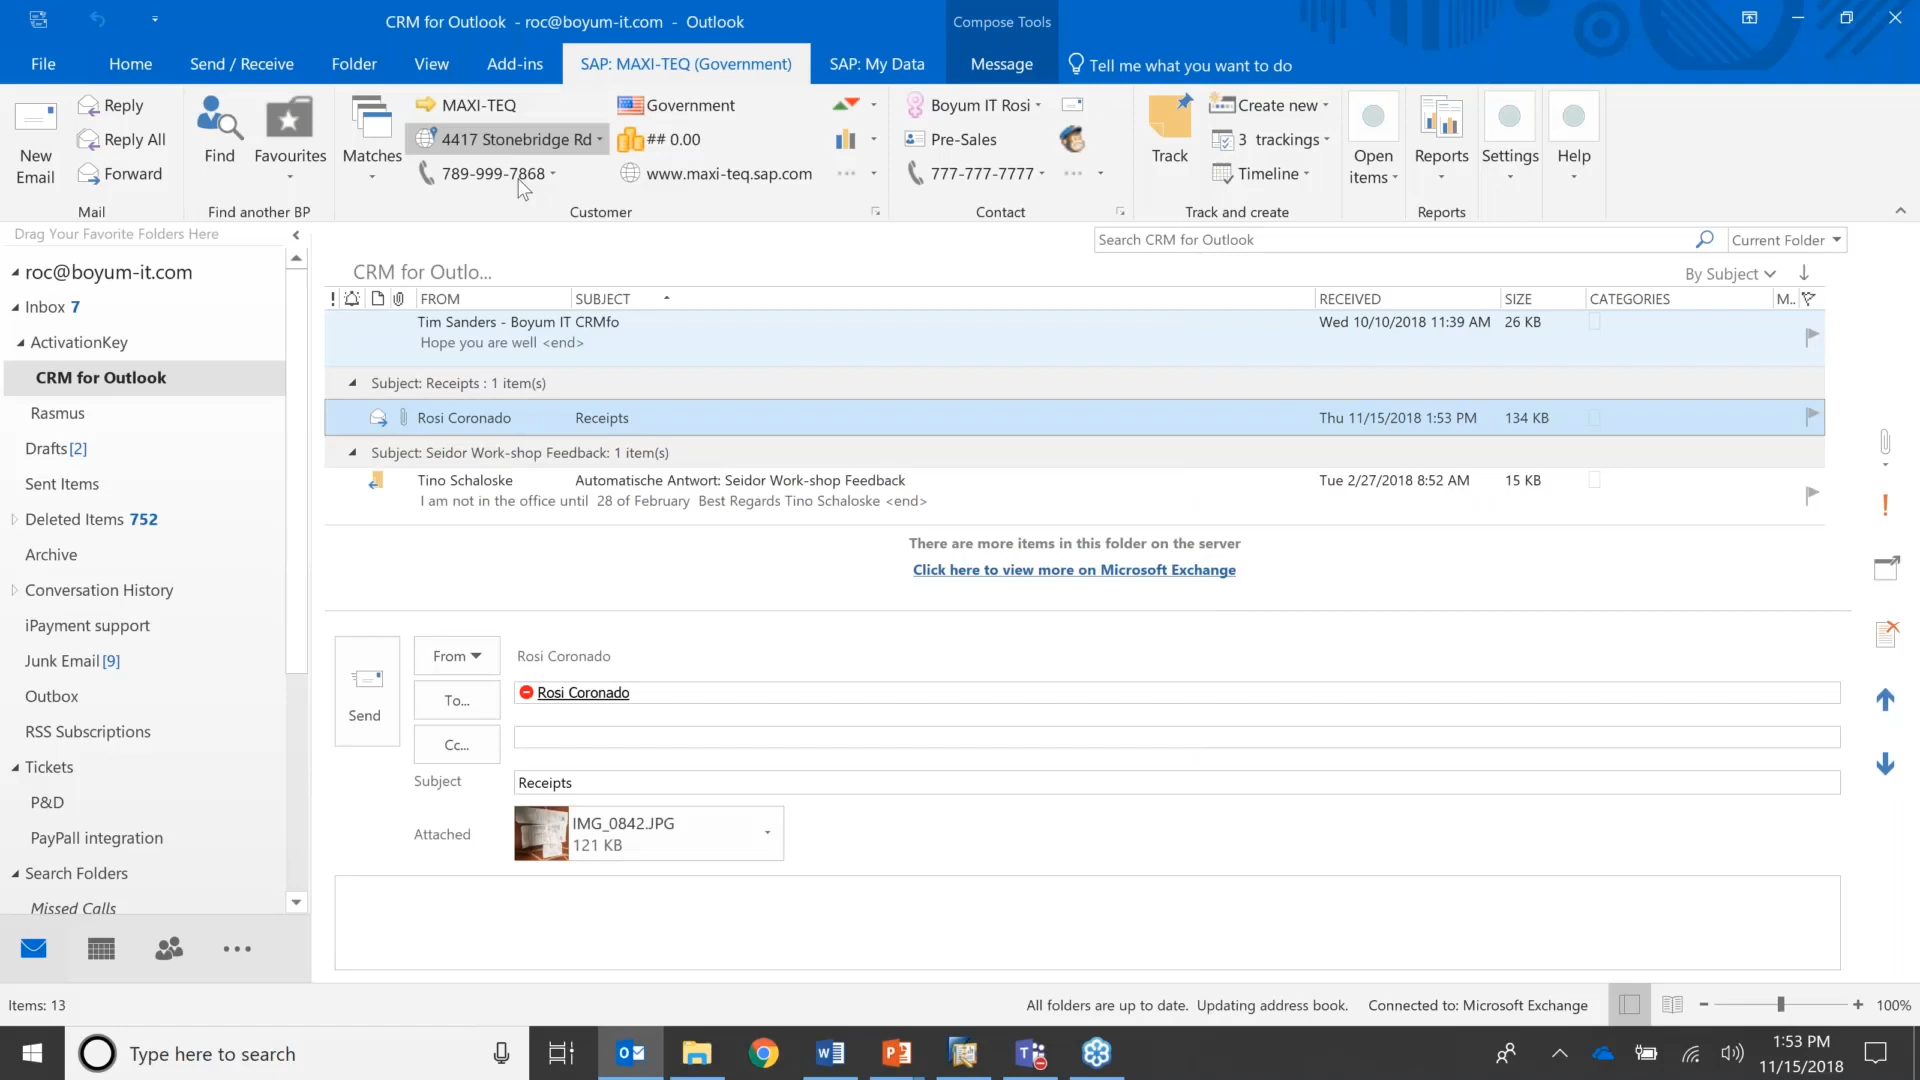 CRM for Outlook - roc@boyum-it.com - Outlook
Compose Tools
File Home Send / Receive Folder View Add-ins SAP: MAXI-TEQ (Government) SAP: My Data Message Tell me what you want to do
New Email
Reply
Reply All
Forward
Mail
Find
Favourites
Find another BP
Matches
MAXI-TEQ
4417 Stonebridge Rd
789-999-7868
Government
## 0.00
www.maxi-teq.sap.com
Customer
Boyum IT Rosi
Pre-Sales
777-777-7777
Contact
Track
Create new
3 trackings
Timeline
Track and create
Open items
Reports
Reports
Settings
Help
Drag Your Favorite Folders Here
roc@boyum-it.com
Inbox 7
ActivationKey
CRM for Outlook
Rasmus
Drafts [2]
Sent Items
Deleted Items 752
Archive
Conversation History
iPayment support
Junk Email [9]
Outbox
RSS Subscriptions
Tickets
P&D
PayPall integration
Search Folders
Missed Calls
Search CRM for Outlook
Current Folder
CRM for Outlo...
By Subject
! FROM SUBJECT RECEIVED SIZE CATEGORIES M..
Tim Sanders - Boyum IT CRMfo Wed 10/10/2018 11:39 AM 26 KB
Hope you are well <end>
Subject: Receipts : 1 item(s)
Rosi Coronado Receipts Thu 11/15/2018 1:53 PM 134 KB
Subject: Seidor Work-shop Feedback: 1 item(s)
Tino Schaloske Automatische Antwort: Seidor Work-shop Feedback Tue 2/27/2018 8:52 AM 15 KB
I am not in the office until 28 of February Best Regards Tino Schaloske <end>
There are more items in this folder on the server
Click here to view more on Microsoft Exchange
Send
From Rosi Coronado
To... Rosi Coronado
Cc...
Subject Receipts
Attached IMG_0842.JPG
121 KB
Items: 13
All folders are up to date. Updating address book. Connected to: Microsoft Exchange
100%
Type here to search
1:53 PM
11/15/2018